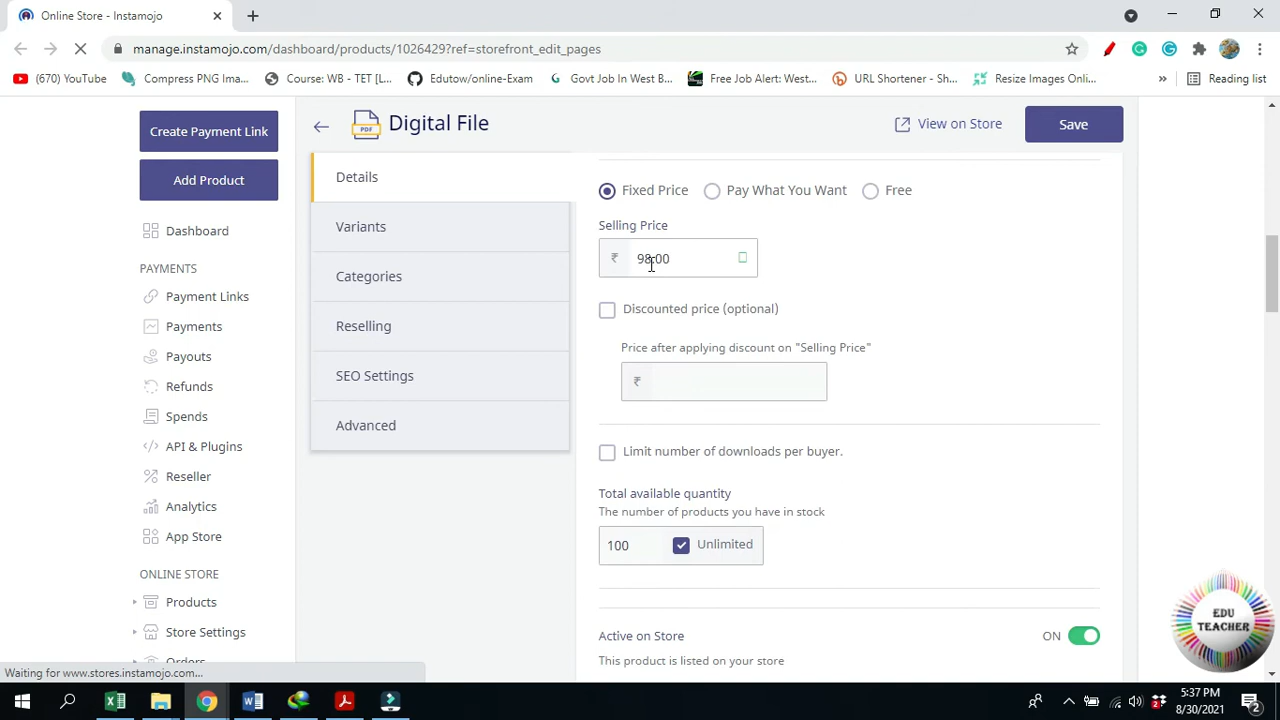 Online Store - Instamojo
manage.instamojo.com/dashboard/products/1026429?ref=storefront_edit_pages
(670) YouTube
Compress PNG Ima...
Course: WB - TET [L...
Edutow/online-Exam
Govt Job In West B...
Free Job Alert: West...
URL Shortener - Sh...
Resize Images Onli...
»
Reading list
Create Payment Link
Add Product
Dashboard
PAYMENTS
Payment Links
Payments
Payouts
Refunds
Spends
API & Plugins
Reseller
Analytics
App Store
ONLINE STORE
Products
Store Settings
Orders
PDF
Digital File
View on Store
Save
Details
Variants
Categories
Reselling
SEO Settings
Advanced
Fixed Price
Pay What You Want
Free
Selling Price
₹ 98.00
Discounted price (optional)
Price after applying discount on "Selling Price"
₹
Limit number of downloads per buyer.
Total available quantity
The number of products you have in stock
100
Unlimited
Active on Store
ON
This product is listed on your store
EDU
TEACHER
Waiting for www.stores.instamojo.com...
5:37 PM
8/30/2021
2
2